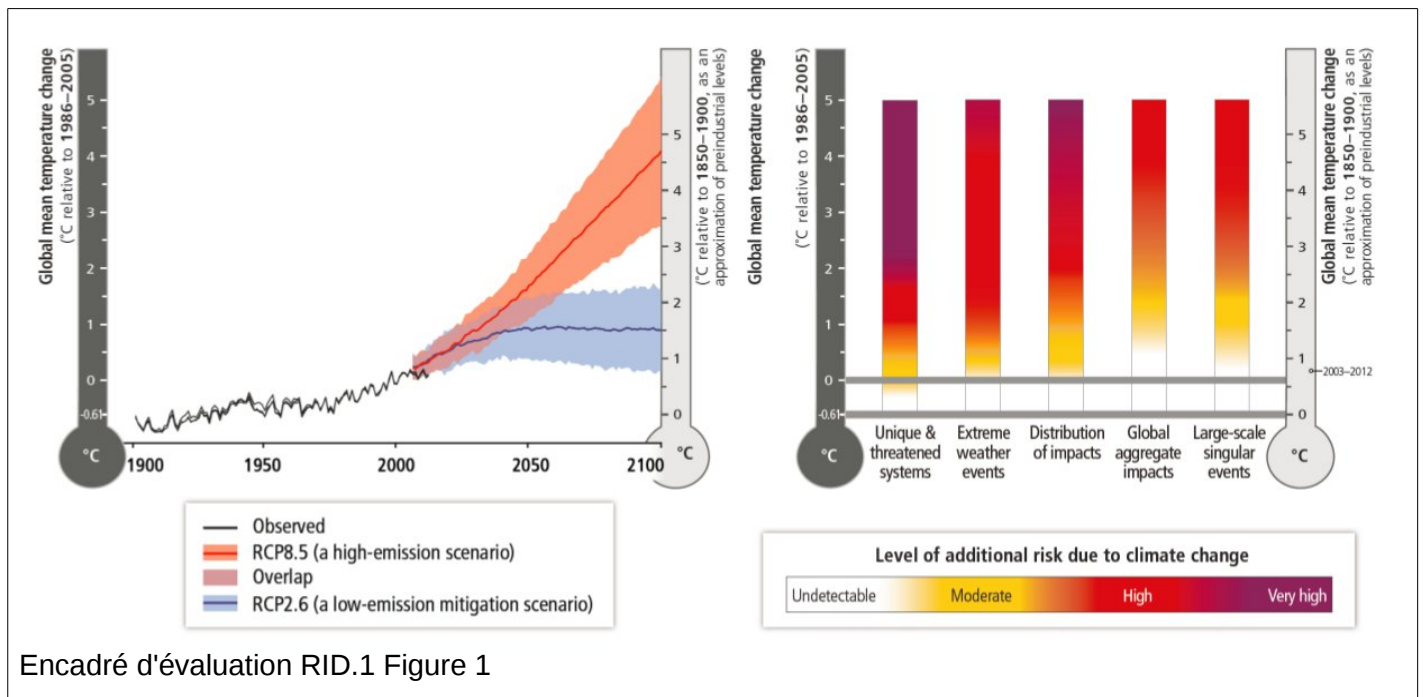 Global mean temperature change
(°C relative to 1986–2005)
5
4
3
2
1
0
-0.61
°C
1900
1950
2000
2050
2100
5
4
3
2
1
0
°C
(°C relative to 1850–1900, as an
approximation of preindustrial levels)
Global mean temperature change
(°C relative to 1986–2005)
5
4
3
2
1
0
-0.61
°C
Unique &
threatened
systems
Extreme
weather
events
Distribution
of impacts
Global
aggregate
impacts
Large-scale
singular
events
5
4
3
2
1
0
°C
2003–2012
Global mean temperature change
(°C relative to 1850–1900, as an
approximation of preindustrial levels)
Observed
RCP8.5 (a high-emission scenario)
Overlap
RCP2.6 (a low-emission mitigation scenario)
Level of additional risk due to climate change
Undetectable
Moderate
High
Very high
Encadré d'évaluation RID.1 Figure 1